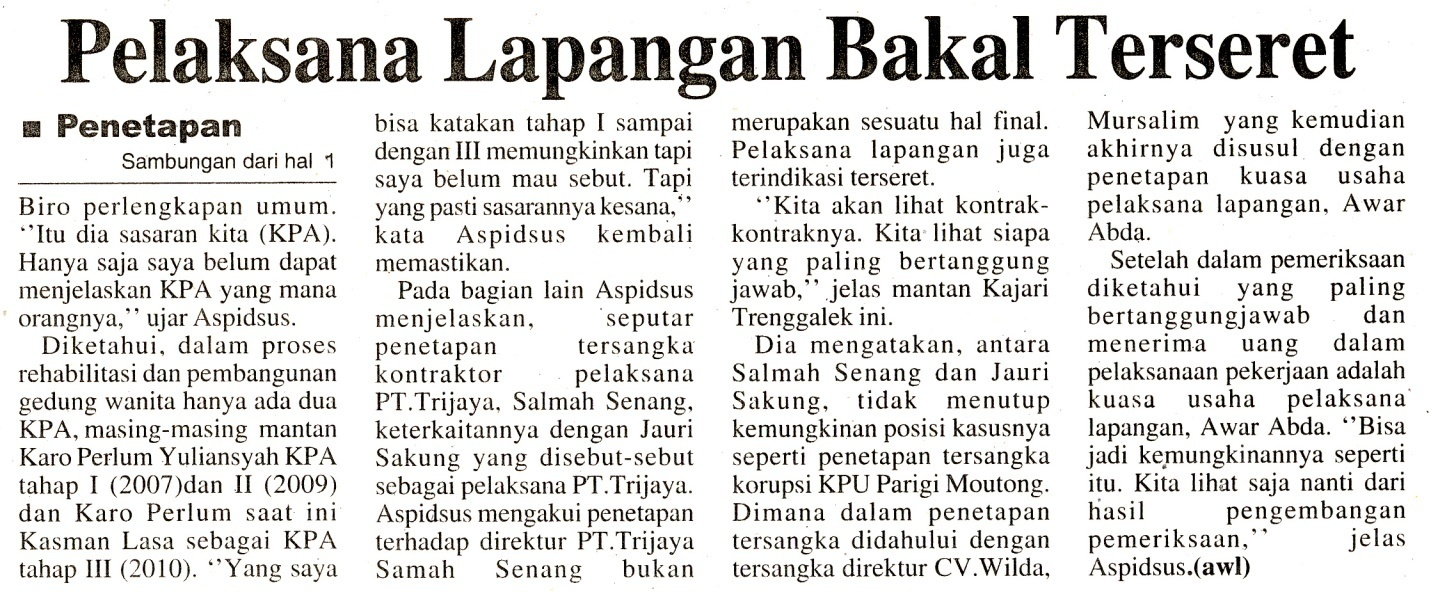 Pelaksana Lapangan Bakal Terseret
■ Penetapan
Sambungan dari hal 1
Biro perlengkapan umum.
‘’Itu dia sasaran kita (KPA).
Hanya saja saya belum dapat
menjelaskan KPA yang mana
orangnya,’’ ujar Aspidsus.
Diketahui, dalam proses
rehabilitasi dan pembangunan
gedung wanita hanya ada dua
KPA, masing-masing mantan
Karo Perlum Yuliansyah KPA
tahap I (2007)dan II (2009)
dan Karo Perlum saat ini
Kasman Lasa sebagai KPA
tahap III (2010). ‘’Yang saya
bisa katakan tahap I sampai
dengan III memungkinkan tapi
saya belum mau sebut. Tapi
yang pasti sasarannya kesana,’’
kata Aspidsus kembali
memastikan.
Pada bagian lain Aspidsus
menjelaskan, seputar
penetapan tersangka
kontraktor pelaksana
PT.Trijaya, Salmah Senang,
keterkaitannya dengan Jauri
Sakung yang disebut-sebut
sebagai pelaksana PT.Trijaya.
Aspidsus mengakui penetapan
terhadap direktur PT.Trijaya
Samah Senang bukan
merupakan sesuatu hal final.
Pelaksana lapangan juga
terindikasi terseret.
‘’Kita akan lihat kontrak-
kontraknya. Kita lihat siapa
yang paling bertanggung
jawab,’’ jelas mantan Kajari
Trenggalek ini.
Dia mengatakan, antara
Salmah Senang dan Jauri
Sakung, tidak menutup
kemungkinan posisi kasusnya
seperti penetapan tersangka
korupsi KPU Parigi Moutong.
Dimana dalam penetapan
tersangka didahului dengan
tersangka direktur CV.Wilda,
Mursalim yang kemudian
akhirnya disusul dengan
penetapan kuasa usaha
pelaksana lapangan, Awar
Abda.
Setelah dalam pemeriksaan
diketahui yang paling
bertanggungjawab dan
menerima uang dalam
pelaksanaan pekerjaan adalah
kuasa usaha pelaksana
lapangan, Awar Abda. ‘’Bisa
jadi kemungkinannya seperti
itu. Kita lihat saja nanti dari
hasil pengembangan
pemeriksaan,’’ jelas
Aspidsus.(awl)